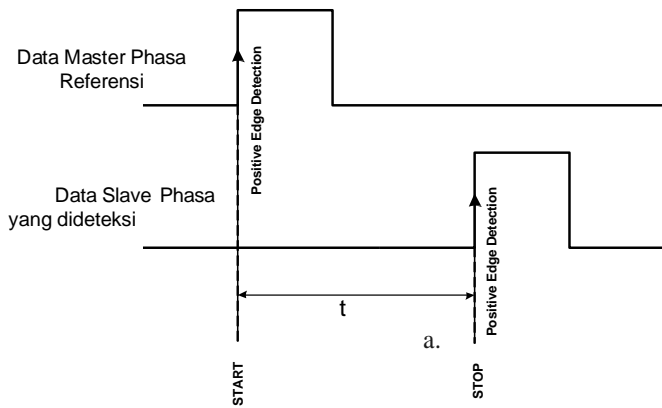 Data Master Phasa
Referensi
Positive Edge Detection
Data Slave Phasa
yang dideteksi
Positive Edge Detection
t
a.
START
STOP